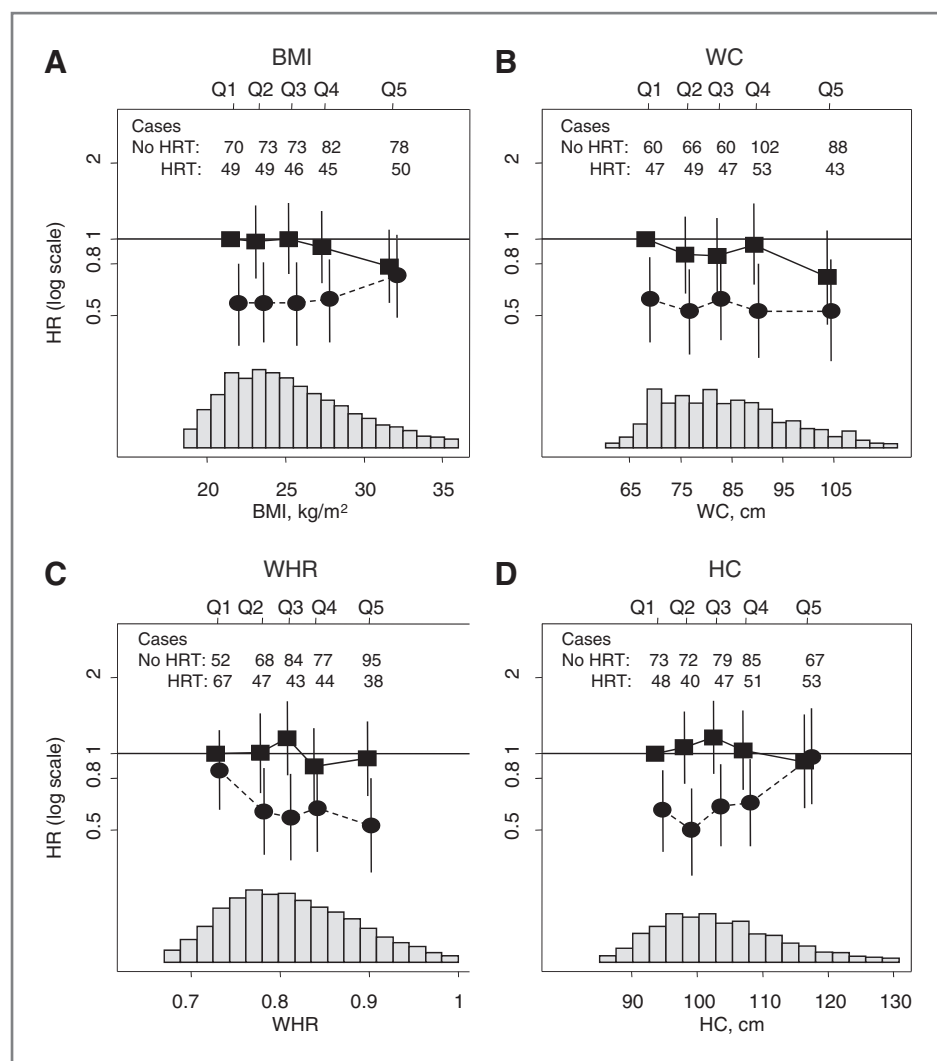 A
BMI
Q1 Q2 Q3 Q4 Q5
Cases
No HRT: 70 73 73 82 78
HRT: 49 49 46 45 50
HR (log scale)
2
1
0.8
0.5
20 25 30 35
BMI, kg/m²
B
WC
Q1 Q2 Q3 Q4 Q5
Cases
No HRT: 60 66 60 102 88
HRT: 47 49 47 53 43
2
1
0.8
0.5
65 75 85 95 105
WC, cm
C
WHR
Q1 Q2 Q3 Q4 Q5
Cases
No HRT: 52 68 84 77 95
HRT: 67 47 43 44 38
HR (log scale)
2
1
0.8
0.5
0.7 0.8 0.9 1
WHR
D
HC
Q1 Q2 Q3 Q4 Q5
Cases
No HRT: 73 72 79 85 67
HRT: 48 40 47 51 53
2
1
0.8
0.5
90 100 110 120 130
HC, cm